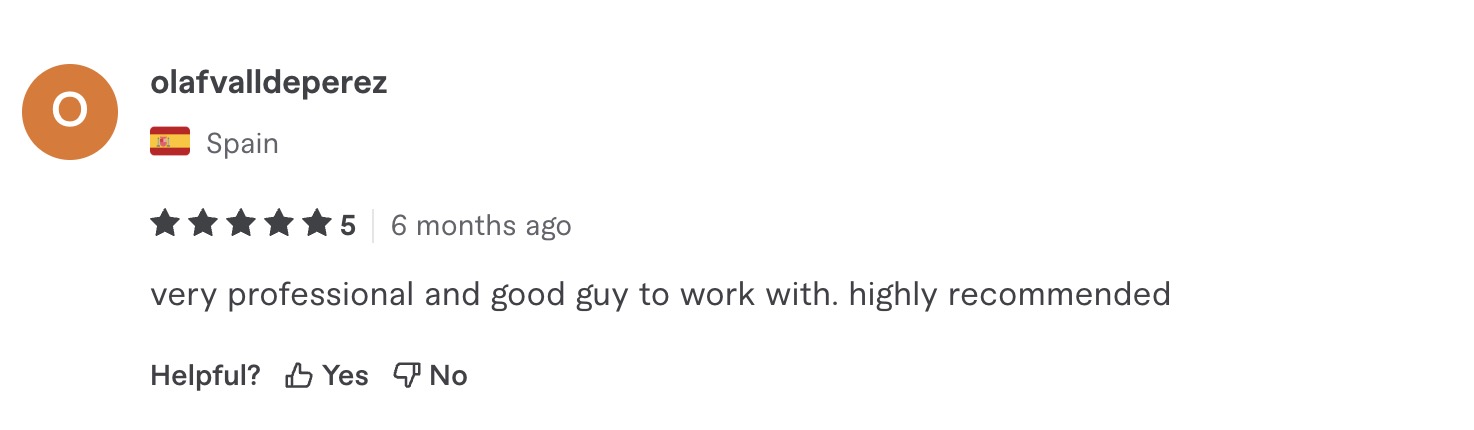 O
olafvalldeperez
Spain
5 6 months ago
very professional and good guy to work with. highly recommended
Helpful? Yes No